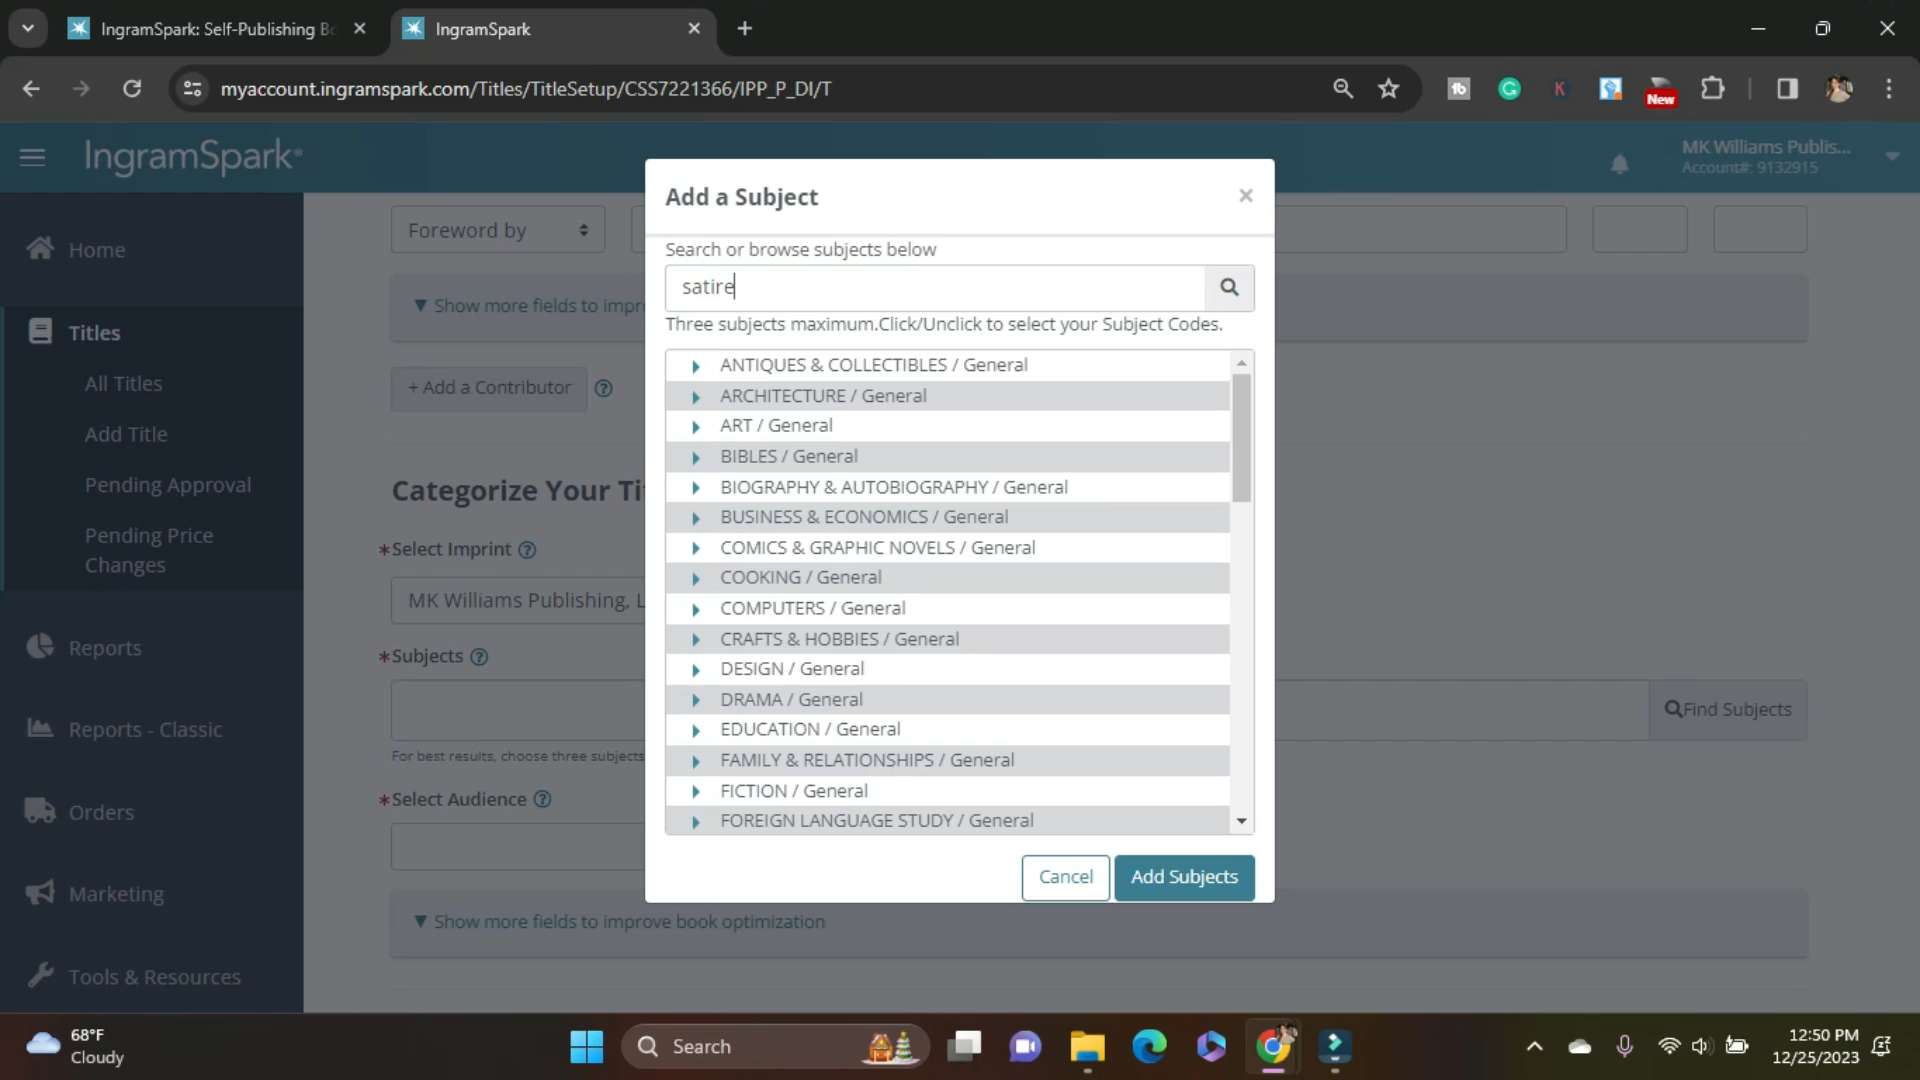 IngramSpark: Self-Publishing Bo
IngramSpark
myaccount.ingramspark.com/Titles/TitleSetup/CSS7221366/IPP_P_DI/T
New
IngramSpark®
MK Williams Publis...
Account#: 9132915
Home
Titles
All Titles
Add Title
Pending Approval
Pending Price
Changes
Reports
Reports - Classic
Orders
Marketing
Tools & Resources
Foreword by
▼ Show more fields to impr
+ Add a Contributor
Categorize Your Ti
*Select Imprint
MK Williams Publishing, L
*Subjects
Find Subjects
For best results, choose three subjects
*Select Audience
▼ Show more fields to improve book optimization
Add a Subject
Search or browse subjects below
satire
Three subjects maximum.Click/Unclick to select your Subject Codes.
ANTIQUES & COLLECTIBLES / General
ARCHITECTURE / General
ART / General
BIBLES / General
BIOGRAPHY & AUTOBIOGRAPHY / General
BUSINESS & ECONOMICS / General
COMICS & GRAPHIC NOVELS / General
COOKING / General
COMPUTERS / General
CRAFTS & HOBBIES / General
DESIGN / General
DRAMA / General
EDUCATION / General
FAMILY & RELATIONSHIPS / General
FICTION / General
FOREIGN LANGUAGE STUDY / General
Cancel
Add Subjects
68°F
Cloudy
Search
12:50 PM
12/25/2023